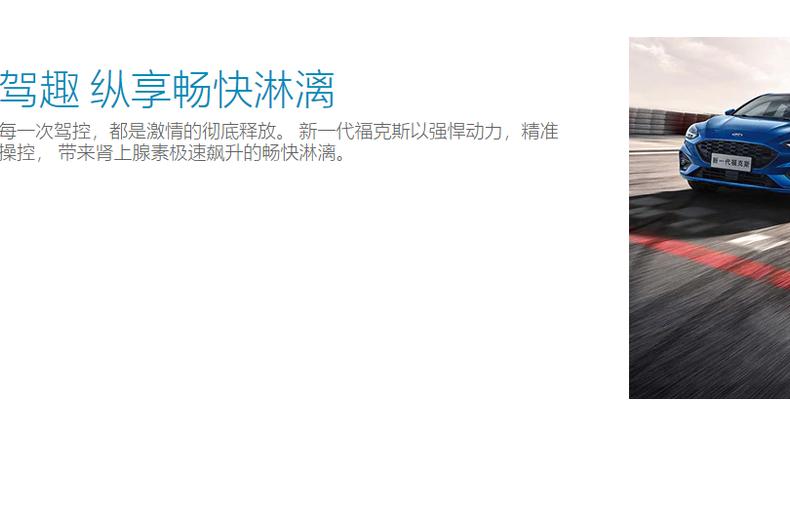 驾趣 纵享畅快淋漓
每一次驾控，都是激情的彻底释放。 新一代福克斯以强悍动力，精准
操控， 带来肾上腺素极速飙升的畅快淋漓。
新一代福克斯